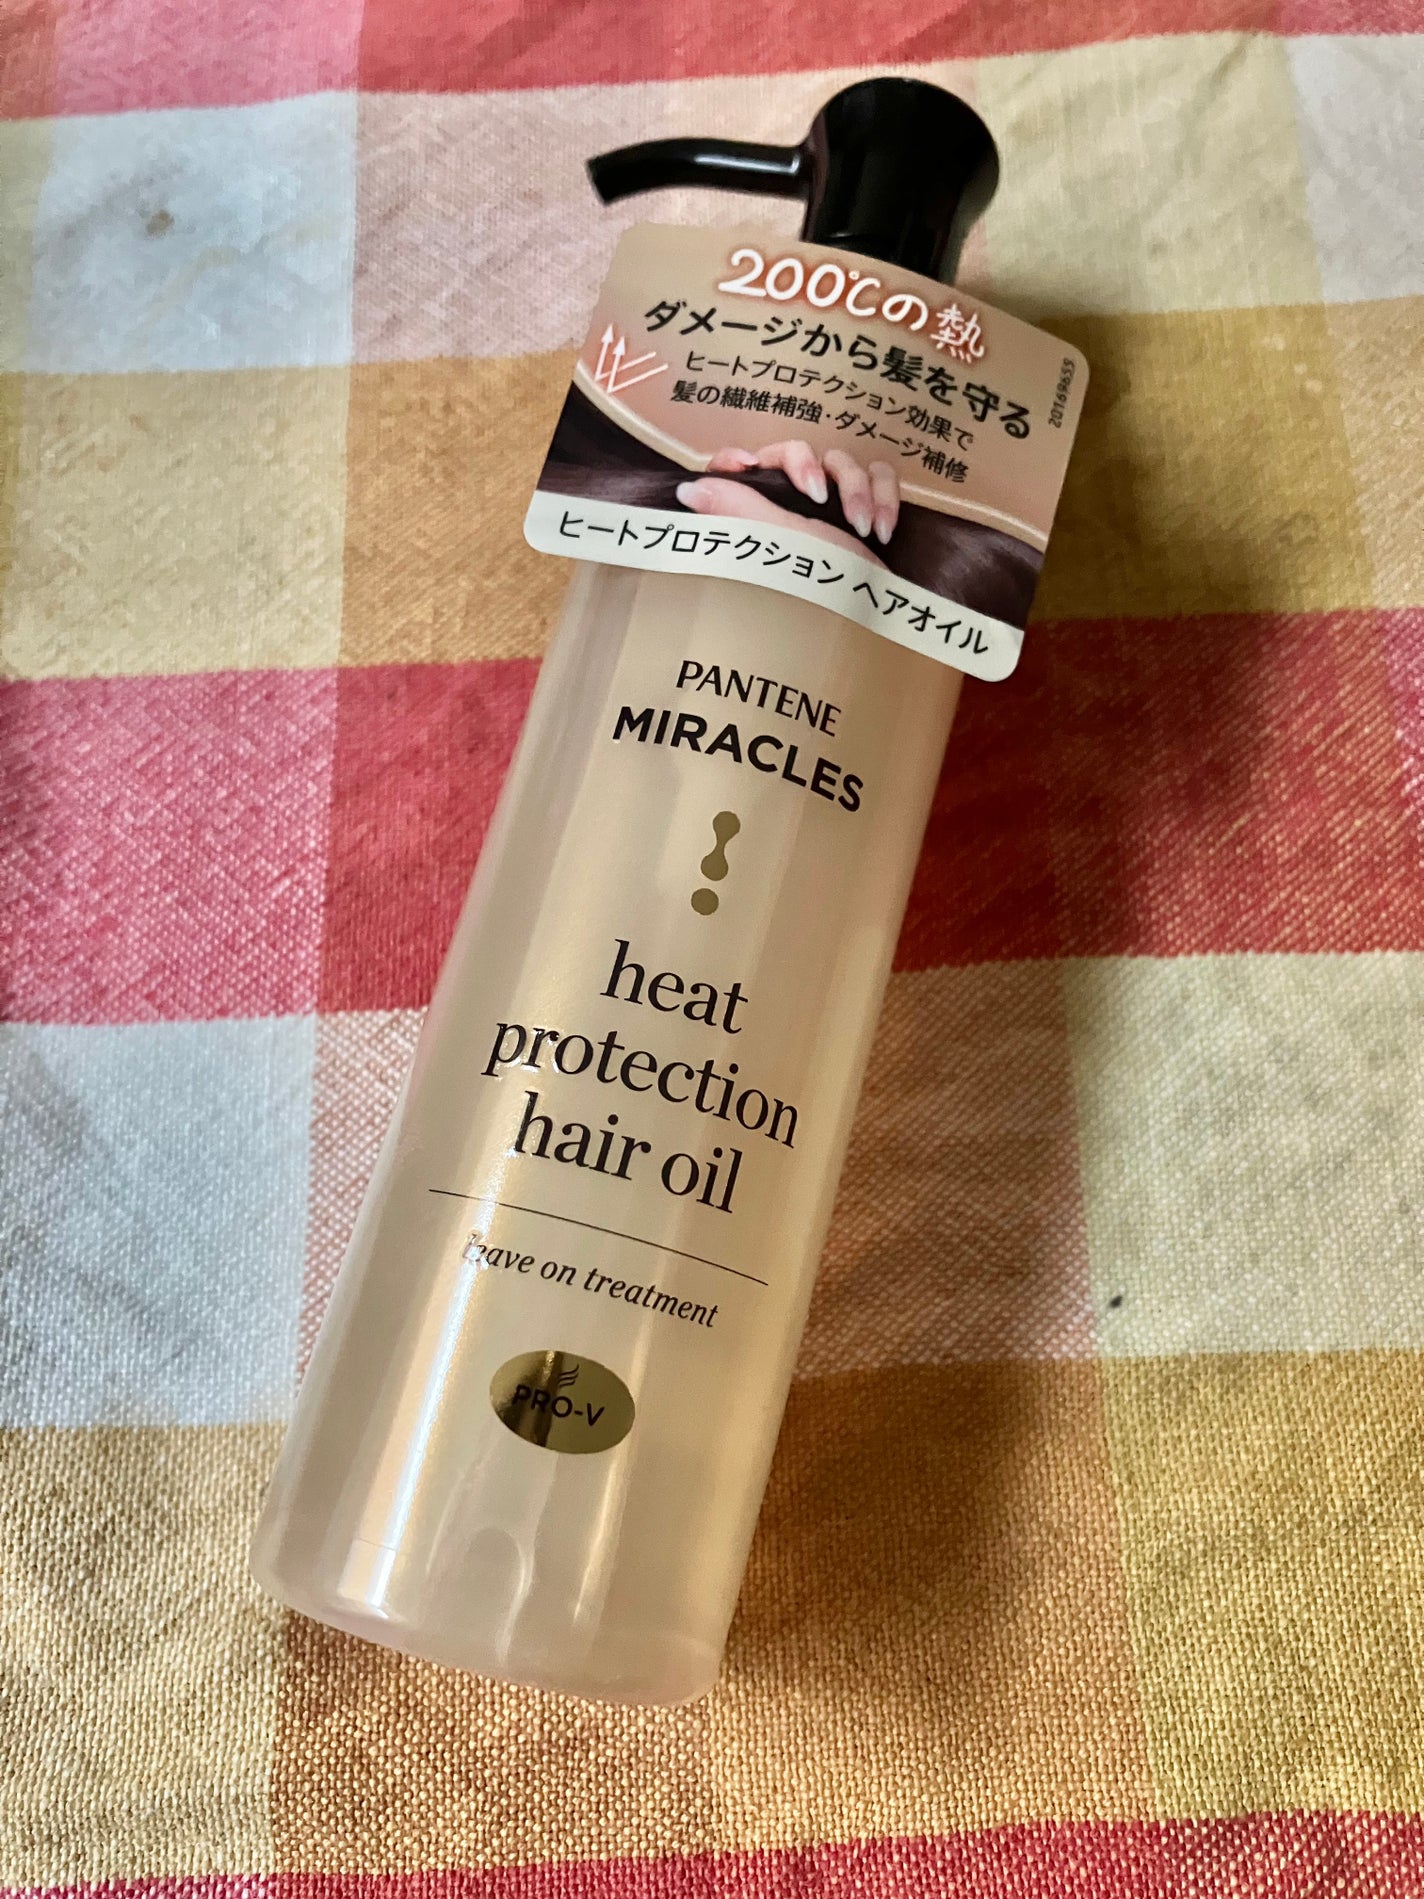 200℃の熱
ダメージから髪を守る
ヒートプロテクション効果で
髪の繊維補強・ダメージ補修
20169655
ヒートプロテクション ヘアオイル
PANTENE
MIRACLES
heat
protection
hair oil
leave on treatment
PRO-V